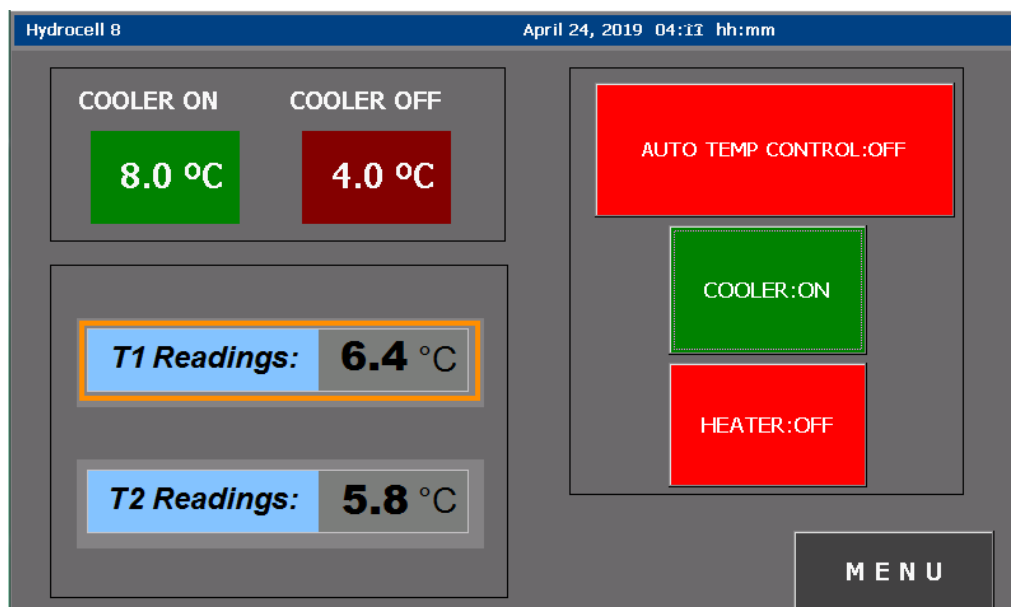 Hydrocell 8
April 24, 2019 hh:mm
COOLER ON
COOLER OFF
8.0 ºC
4.0 ºC
AUTO TEMP CONTROL:OFF
COOLER:ON
HEATER:OFF
T1 Readings: 6.4 °C
T2 Readings: 5.8 °C
MENU